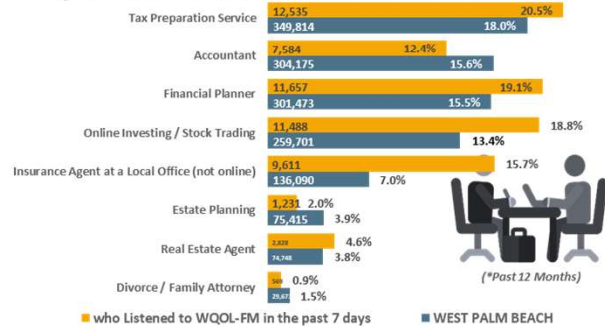 Tax Preparation Service
12,535 20.5%
349,814 18.0%
Accountant
7,584 12.4%
304,175 15.6%
Financial Planner
11,657 19.1%
301,473 15.5%
Online Investing / Stock Trading
11,488 18.8%
259,701 13.4%
Insurance Agent at a Local Office (not online)
9,611 15.7%
136,090 7.0%
Estate Planning
1,231 2.0%
75,415 3.9%
Real Estate Agent
4.6%
74,748 3.8%
Divorce / Family Attorney
0.9%
1.5%
(*Past 12 Months)
who Listened to WQOL-FM in the past 7 days WEST PALM BEACH